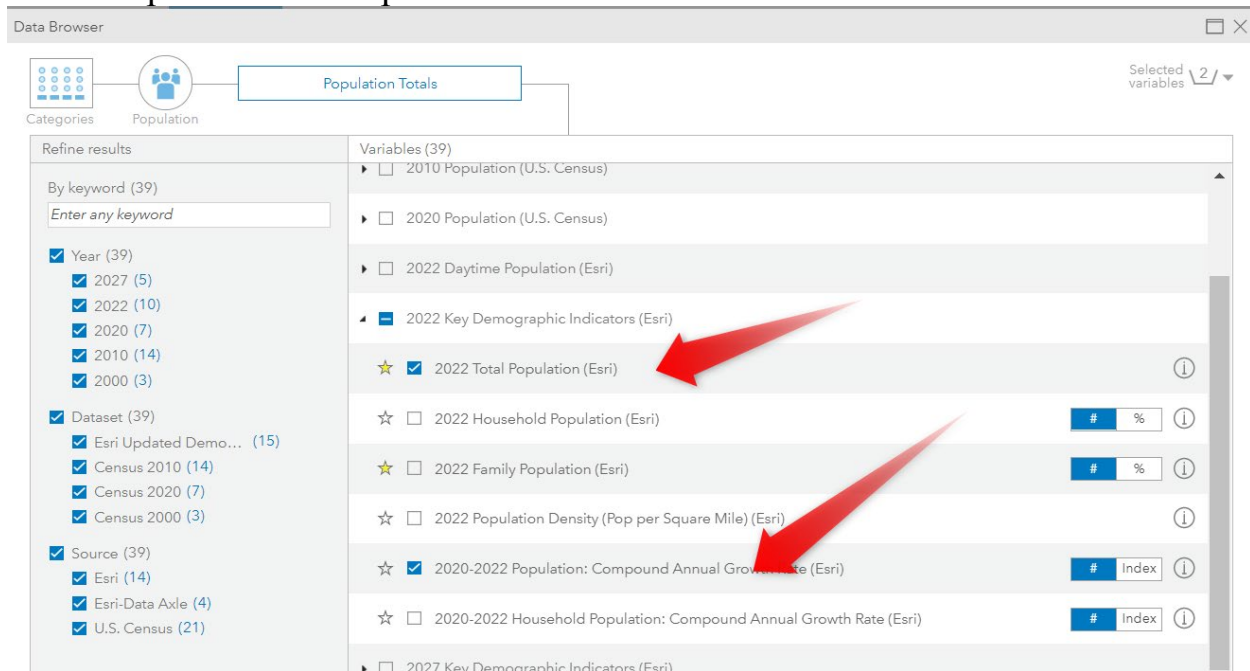 Data Browser
Categories
Population
Population Totals
Selected variables 2
Refine results
By keyword (39)
Enter any keyword
Year (39)
2027 (5)
2022 (10)
2020 (7)
2010 (14)
2000 (3)
Dataset (39)
Esri Updated Demo... (15)
Census 2010 (14)
Census 2020 (7)
Census 2000 (3)
Source (39)
Esri (14)
Esri-Data Axle (4)
U.S. Census (21)
Variables (39)
2010 Population (U.S. Census)
2020 Population (U.S. Census)
2022 Daytime Population (Esri)
2022 Key Demographic Indicators (Esri)
2022 Total Population (Esri)
2022 Household Population (Esri) # %
2022 Family Population (Esri) # %
2022 Population Density (Pop per Square Mile) (Esri)
2020-2022 Population: Compound Annual Growth Rate (Esri) # Index
2020-2022 Household Population: Compound Annual Growth Rate (Esri) # Index
2027 Key Demographic Indicators (Esri)